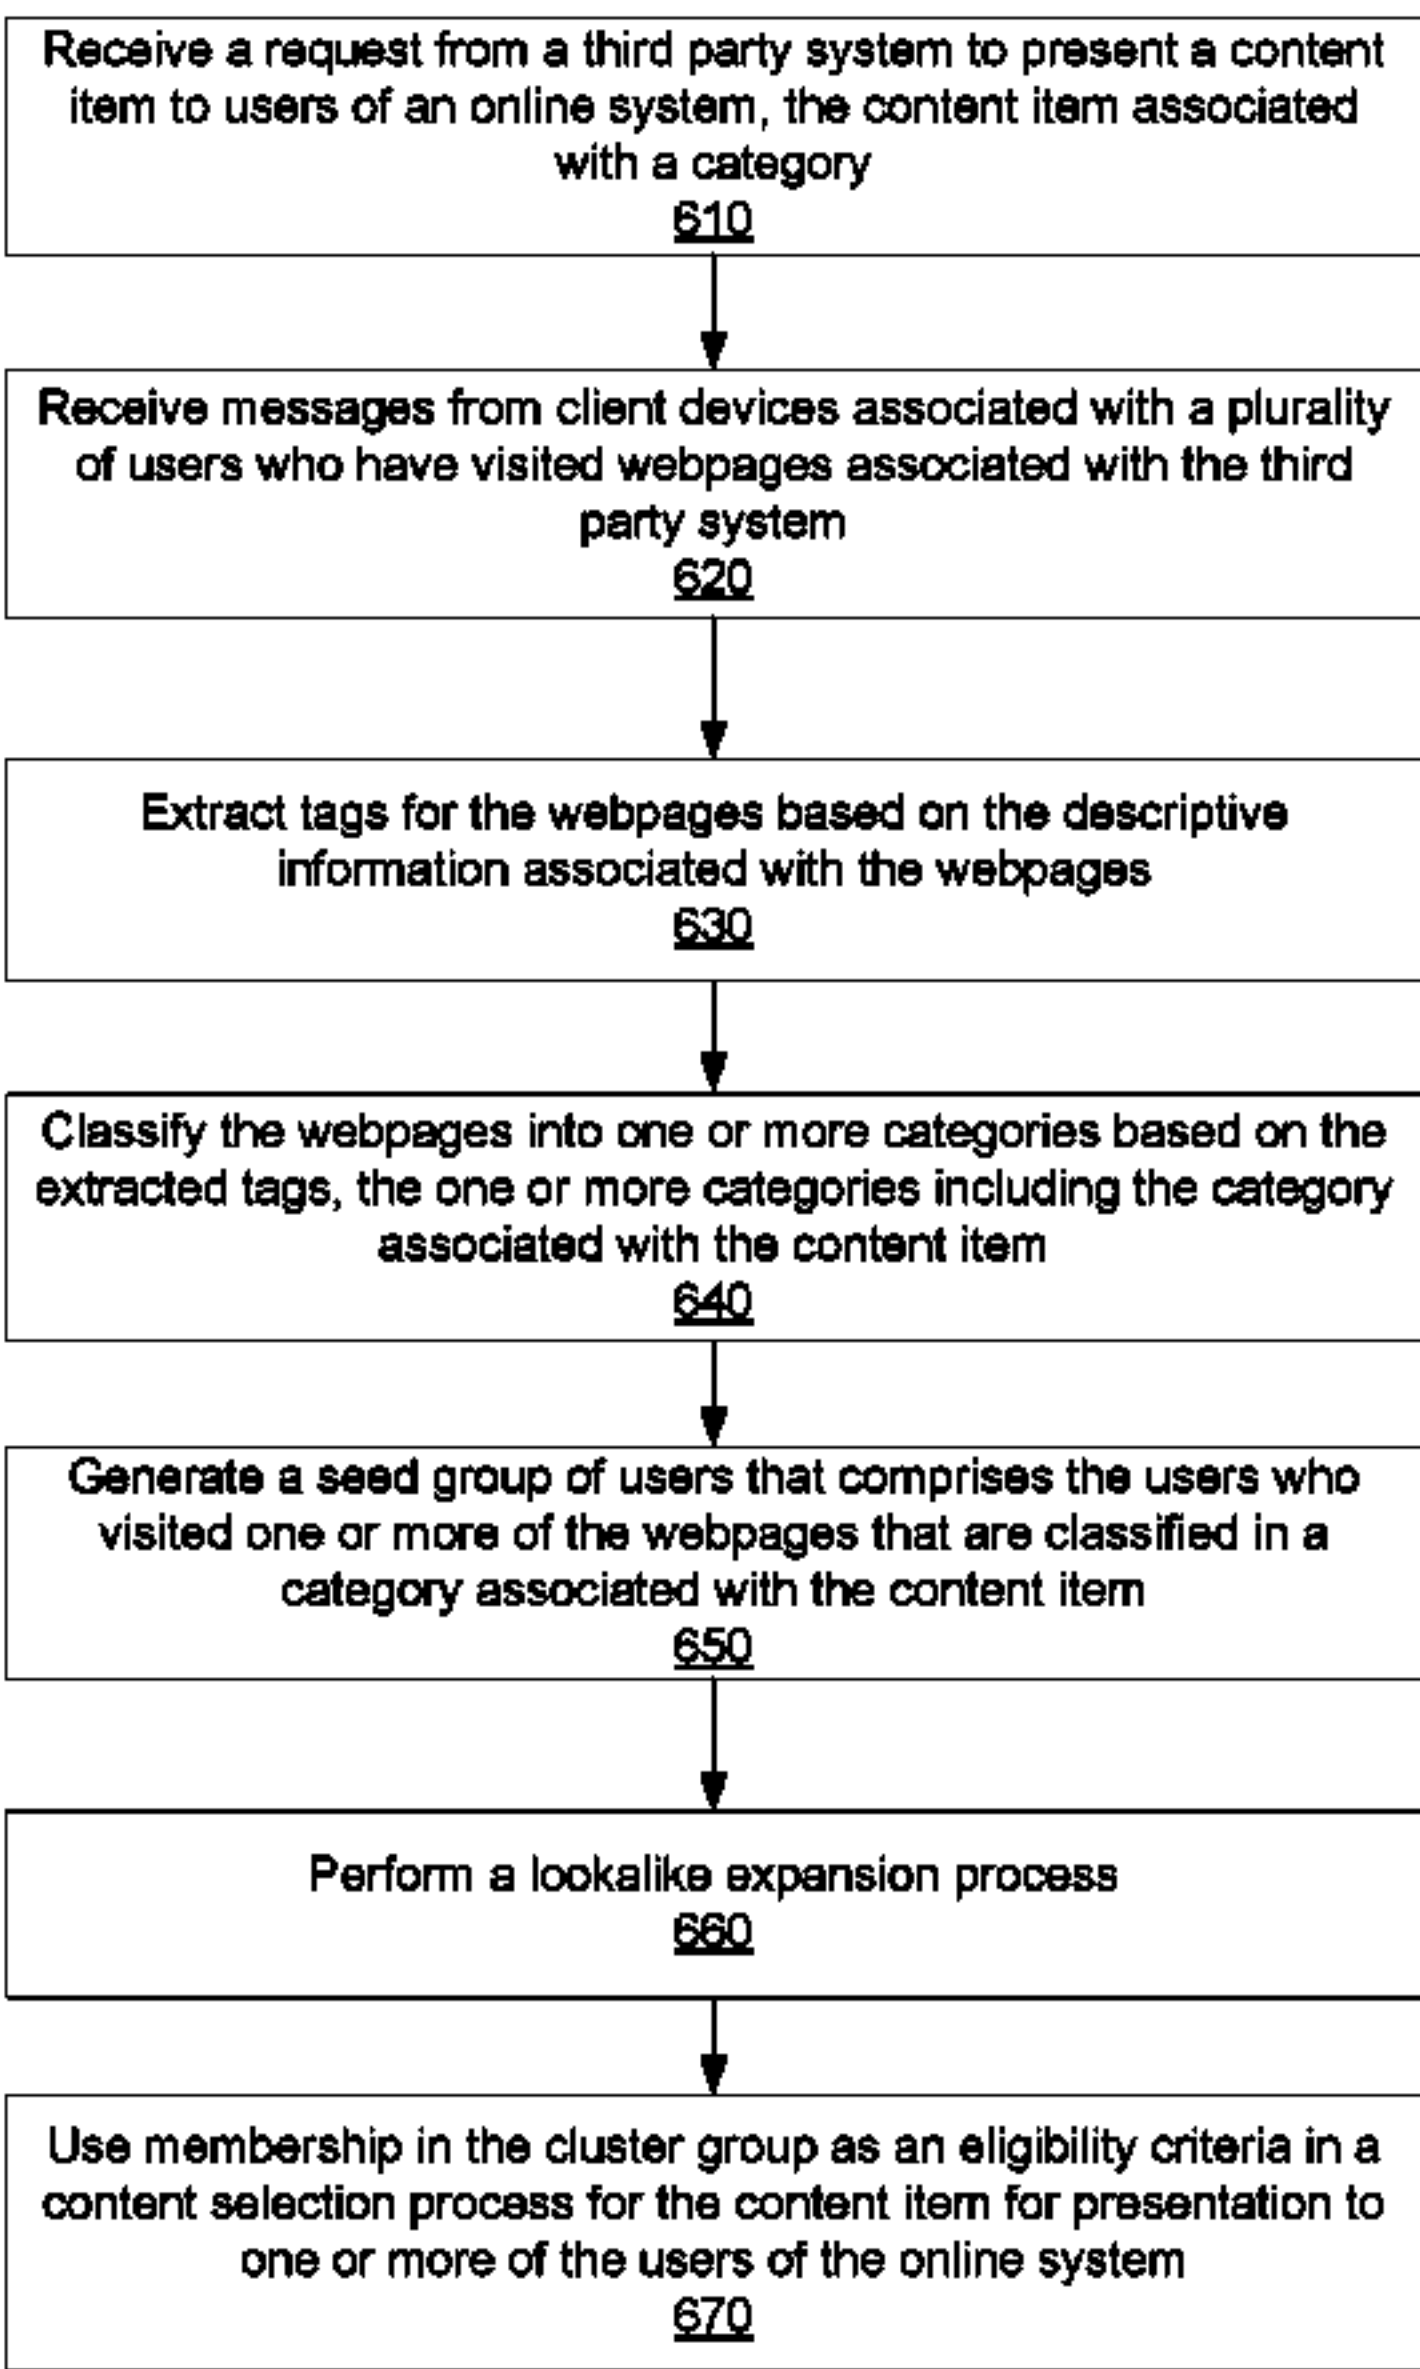 Receive a request from a third party system to present a content
item to users of an online system, the content item associated
with a category
610
Receive messages from client devices associated with a plurality
of users who have visited webpages associated with the third
party system
620
Extract tags for the webpages based on the descriptive
information associated with the webpages
630
Classify the webpages into one or more categories based on the
extracted tags, the one or more categories including the category
associated with the content item
640
Generate a seed group of users that comprises the users who
visited one or more of the webpages that are classified in a
category associated with the content item
650
Perform a lookalike expansion process
660
Use membership in the cluster group as an eligibility criteria in a
content selection process for the content item for presentation to
one or more of the users of the online system
670